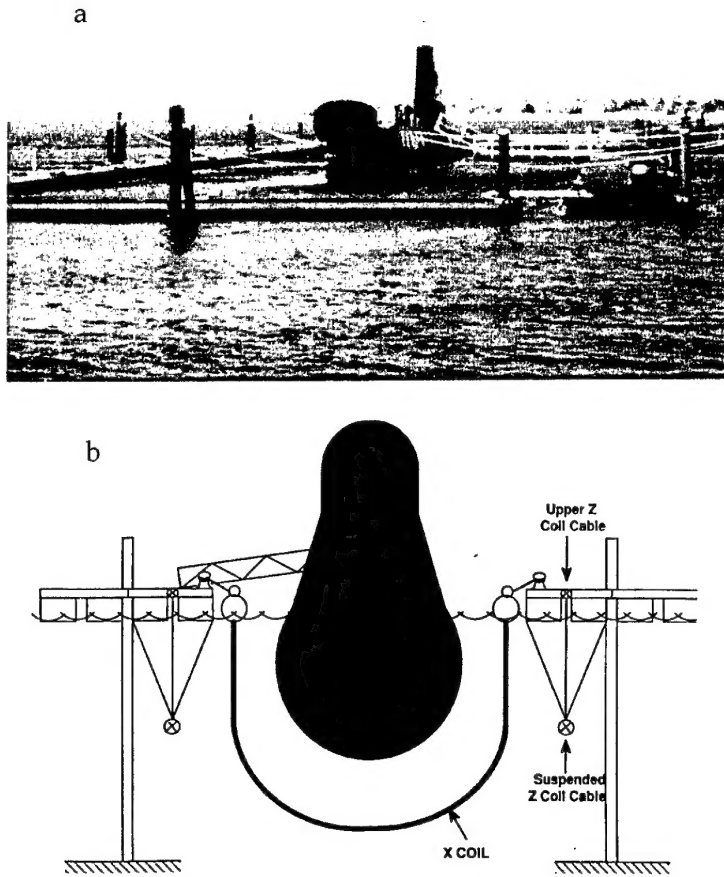 a
b
Upper Z
Coil Cable
Suspended
Z Coil Cable
X COIL